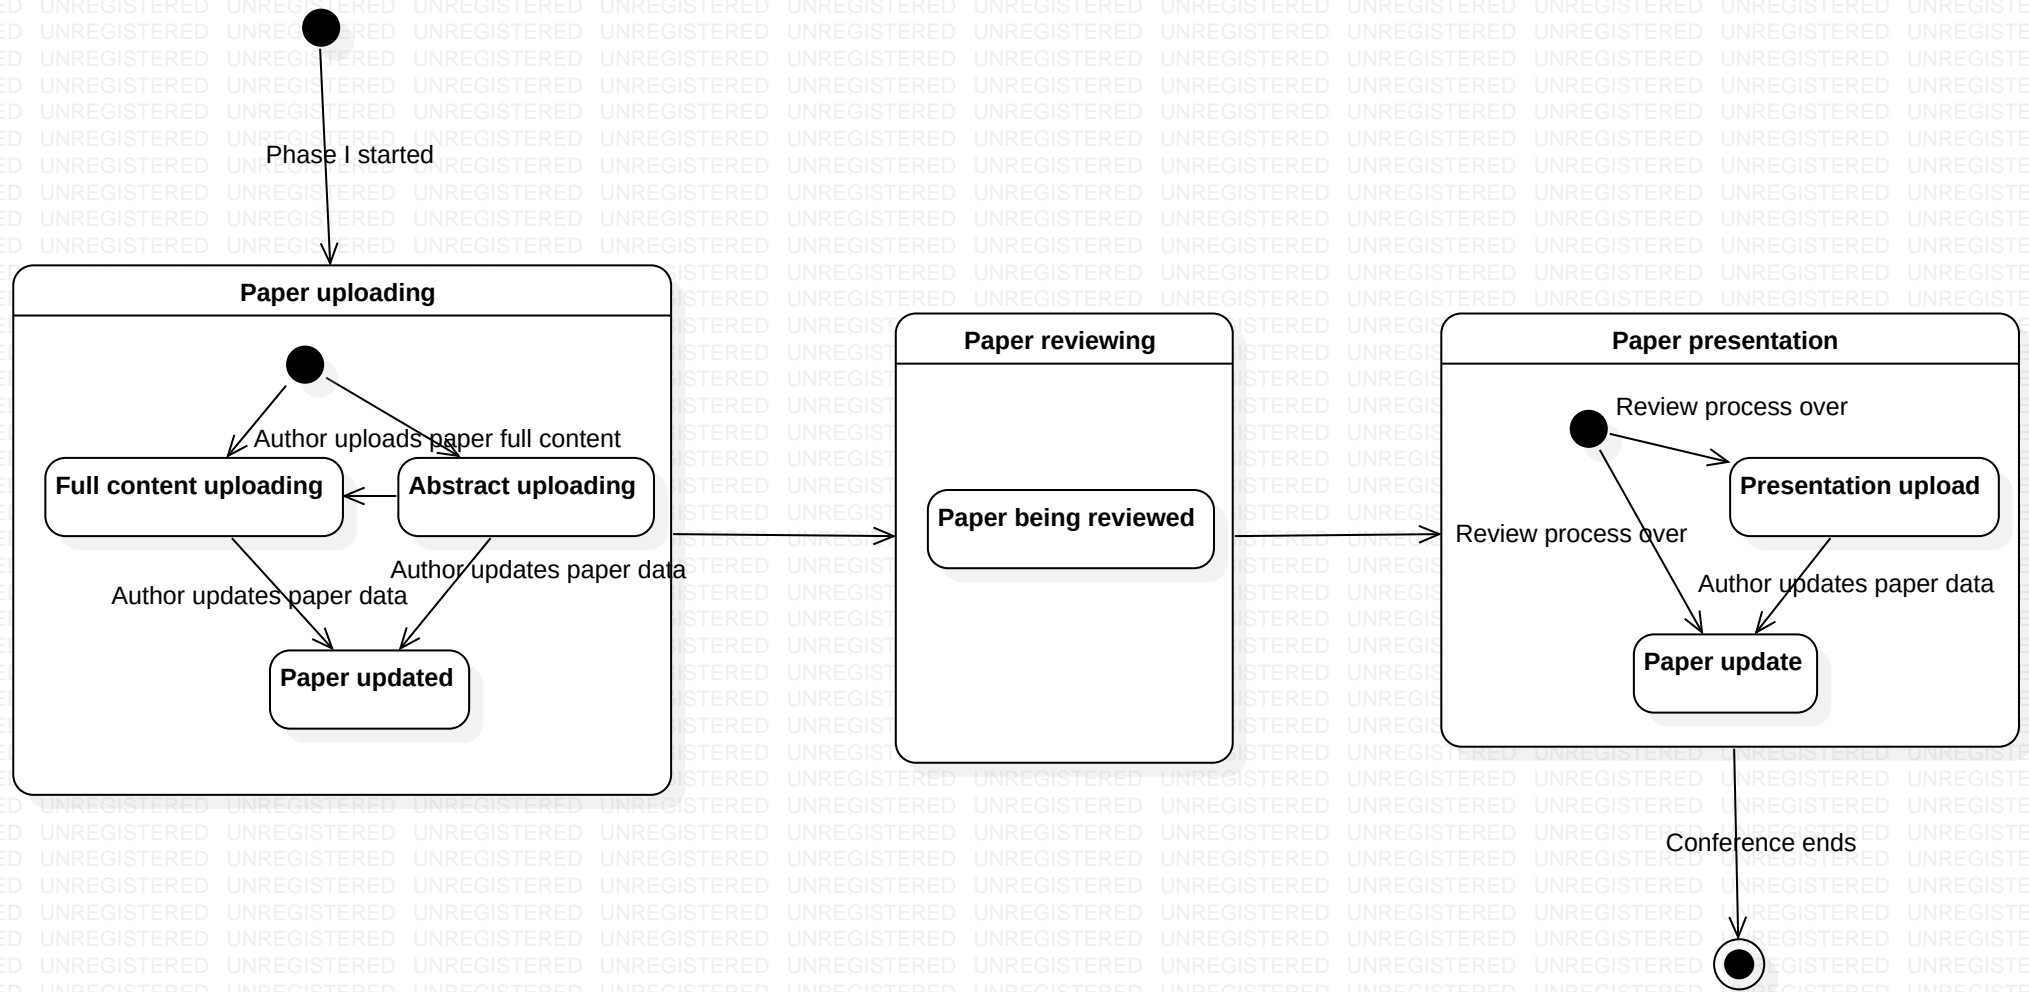 Phase I started
Paper uploading
Author uploads paper full content
Full content uploading
Abstract uploading
Author updates paper data
Author updates paper data
Paper updated
Paper reviewing
Paper being reviewed
Paper presentation
Review process over
Presentation upload
Review process over
Author updates paper data
Paper update
Conference ends
UNREGISTERED